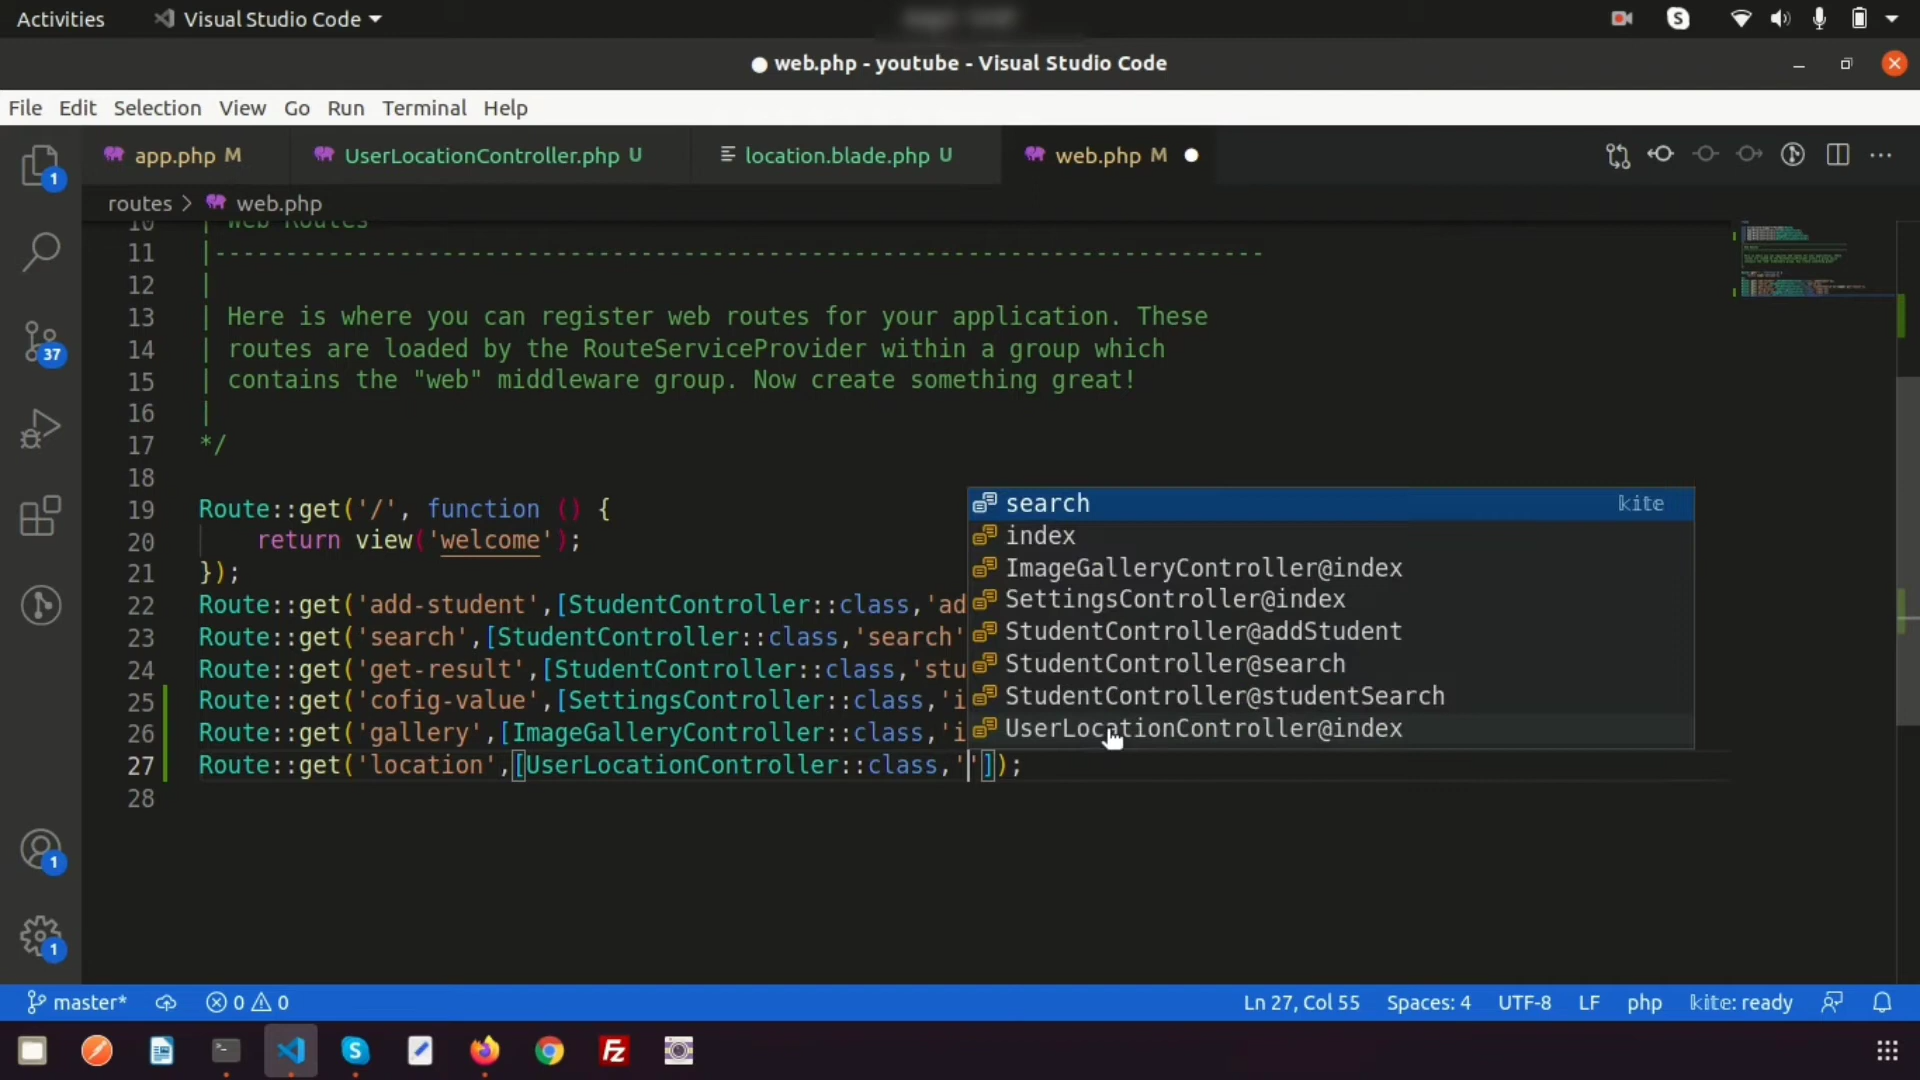 Activities Visual Studio Code
web.php - youtube - Visual Studio Code
File Edit Selection View Go Run Terminal Help
app.php M UserLocationController.php U location.blade.php U web.php M
routes > web.php
10 | Web Routes
11 |--------------------------------------------------------------------------
12 |
13 | Here is where you can register web routes for your application. These
14 | routes are loaded by the RouteServiceProvider within a group which
15 | contains the "web" middleware group. Now create something great!
16 |
17 */
18
19 Route::get('/', function () {
20 return view('welcome');
21 });
22 Route::get('add-student',[StudentController::class,'ad
23 Route::get('search',[StudentController::class,'search'
24 Route::get('get-result',[StudentController::class,'stu
25 Route::get('cofig-value',[SettingsController::class,'i
26 Route::get('gallery',[ImageGalleryController::class,'i
27 Route::get('location',[UserLocationController::class,'']);
28
search kite
index
ImageGalleryController@index
SettingsController@index
StudentController@addStudent
StudentController@search
StudentController@studentSearch
UserLocationController@index
1
37
1
1
master* 0 0 Ln 27, Col 55 Spaces: 4 UTF-8 LF php kite: ready